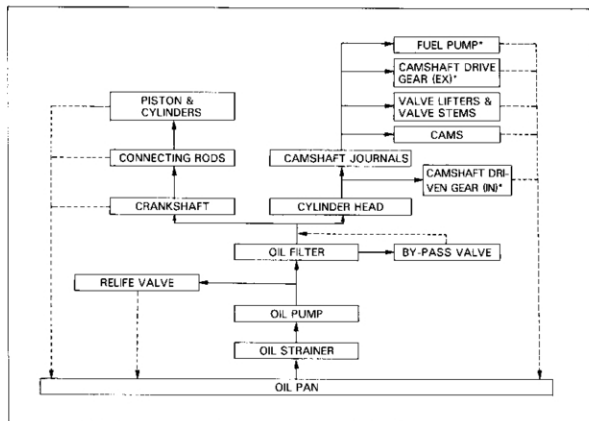 FUEL PUMP*
CAMSHAFT DRIVE
GEAR (EX)*
PISTON &
CYLINDERS
VALVE LIFTERS &
VALVE STEMS
CAMS
CONNECTING RODS
CAMSHAFT JOURNALS
CAMSHAFT DRI-
VEN GEAR (IN)*
CRANKSHAFT
CYLINDER HEAD
OIL FILTER
BY-PASS VALVE
RELIFE VALVE
OIL PUMP
OIL STRAINER
OIL PAN